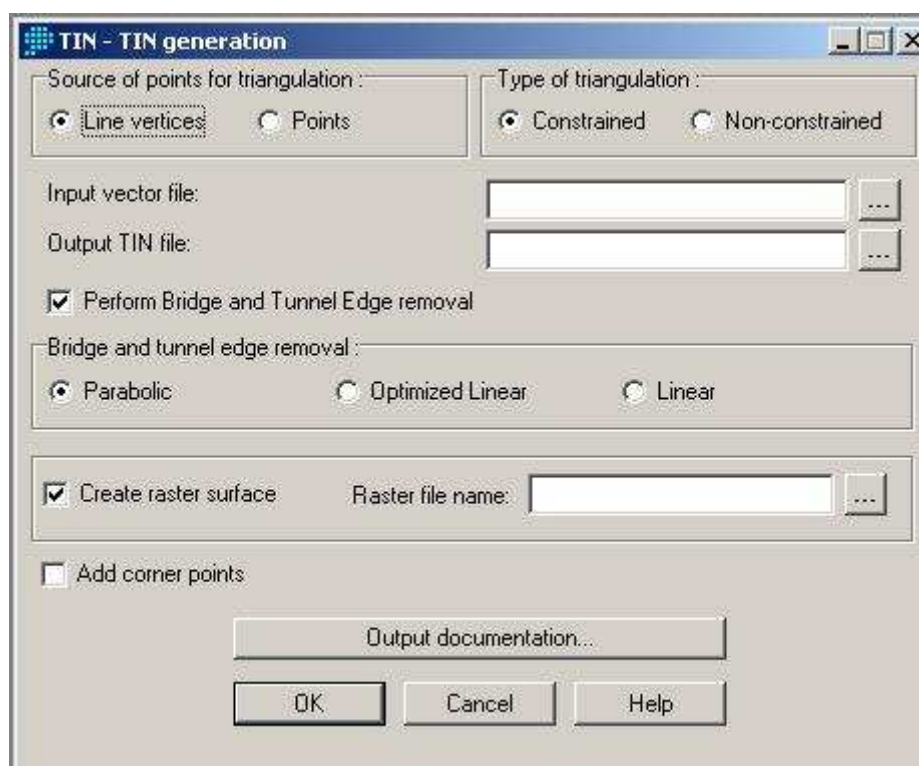 TIN - TIN generation
Source of points for triangulation :
Line vertices Points
Type of triangulation :
Constrained Non-constrained
Input vector file:
...
Output TIN file:
...
Perform Bridge and Tunnel Edge removal
Bridge and tunnel edge removal :
Parabolic Optimized Linear Linear
Create raster surface Raster file name: ...
Add corner points
Output documentation...
OK Cancel Help